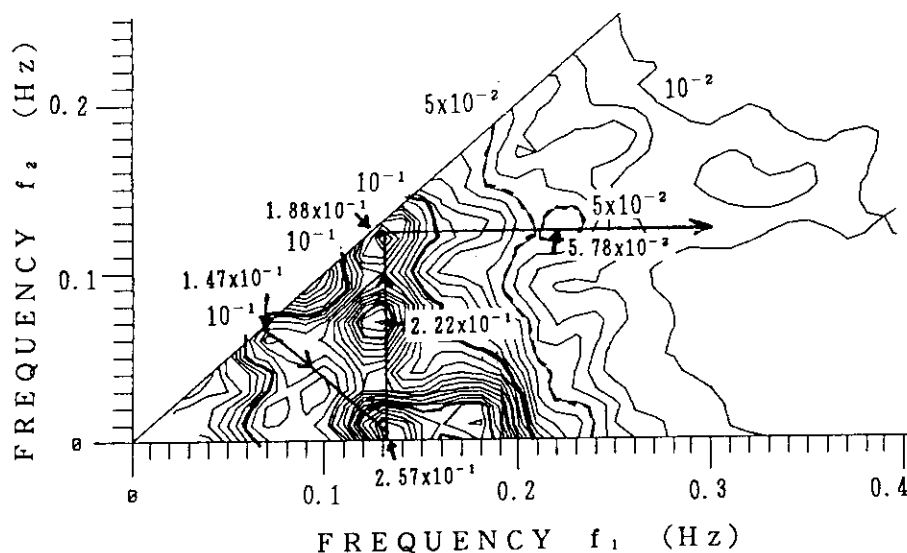 FREQUENCY f₂ (Hz)
0.2
0.1
0
5x10⁻²
10⁻²
10⁻¹
1.88x10⁻¹
10⁻¹
1.47x10⁻¹
10⁻¹
5x10⁻²
5.78x10⁻²
2.22x10⁻¹
2.57x10⁻¹
0
0.1
0.2
0.3
0.4
FREQUENCY f₁ (Hz)